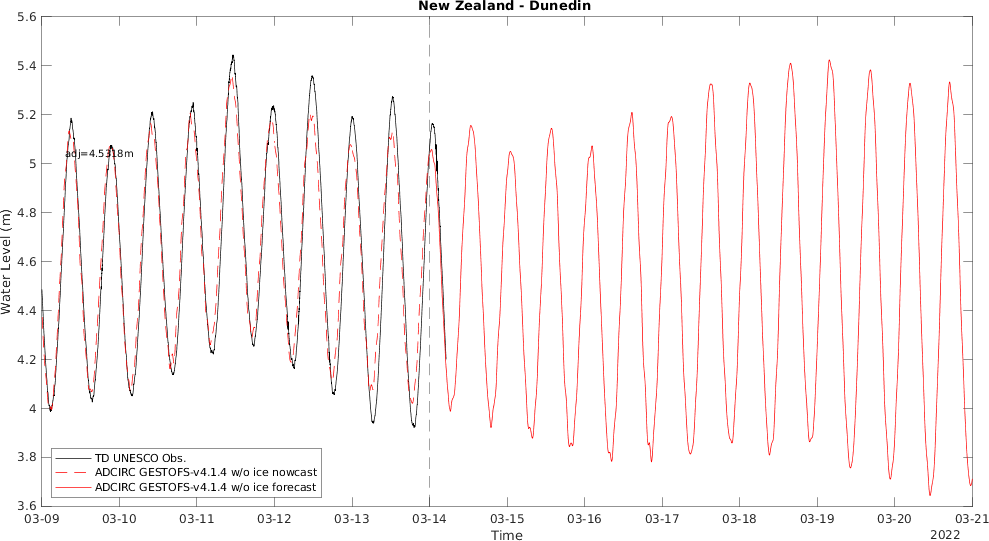 New Zealand - Dunedin
5.6
5.4
5.2
5
4.8
4.6
4.4
4.2
4
3.8
3.6
Water Level (m)
adj=4.5318m
TD UNESCO Obs.
ADCIRC GESTOFS-v4.1.4 w/o ice nowcast
ADCIRC GESTOFS-v4.1.4 w/o ice forecast
03-09 03-10 03-11 03-12 03-13 03-14 03-15 03-16 03-17 03-18 03-19 03-20 03-21
Time
2022